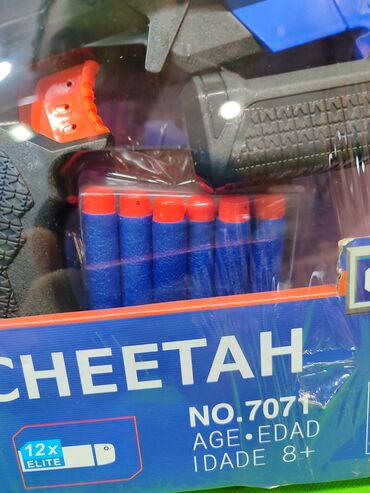 CHEETAH
NO.7071
AGE•EDAD
IDADE 8+
12x
ELITE